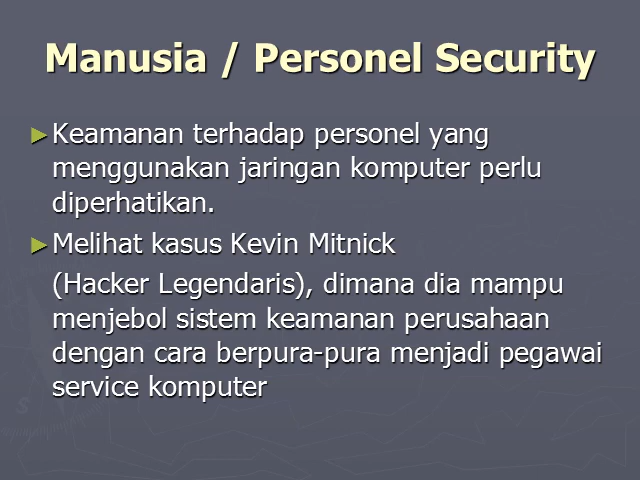 Manusia / Personel Security
►Keamanan terhadap personel yang
menggunakan jaringan komputer perlu
diperhatikan.
►Melihat kasus Kevin Mitnick
(Hacker Legendaris), dimana dia mampu
menjebol sistem keamanan perusahaan
dengan cara berpura-pura menjadi pegawai
service komputer